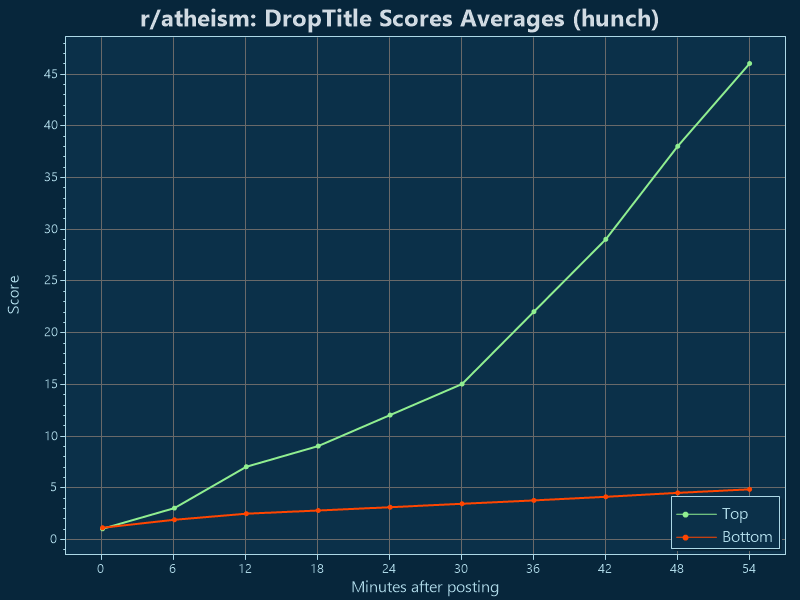 r/atheism: DropTitle Scores Averages (hunch)
45
40
35
30
25
20
15
10
5
0
Score
0 6 12 18 24 30 36 42 48 54
Minutes after posting
Top
Bottom